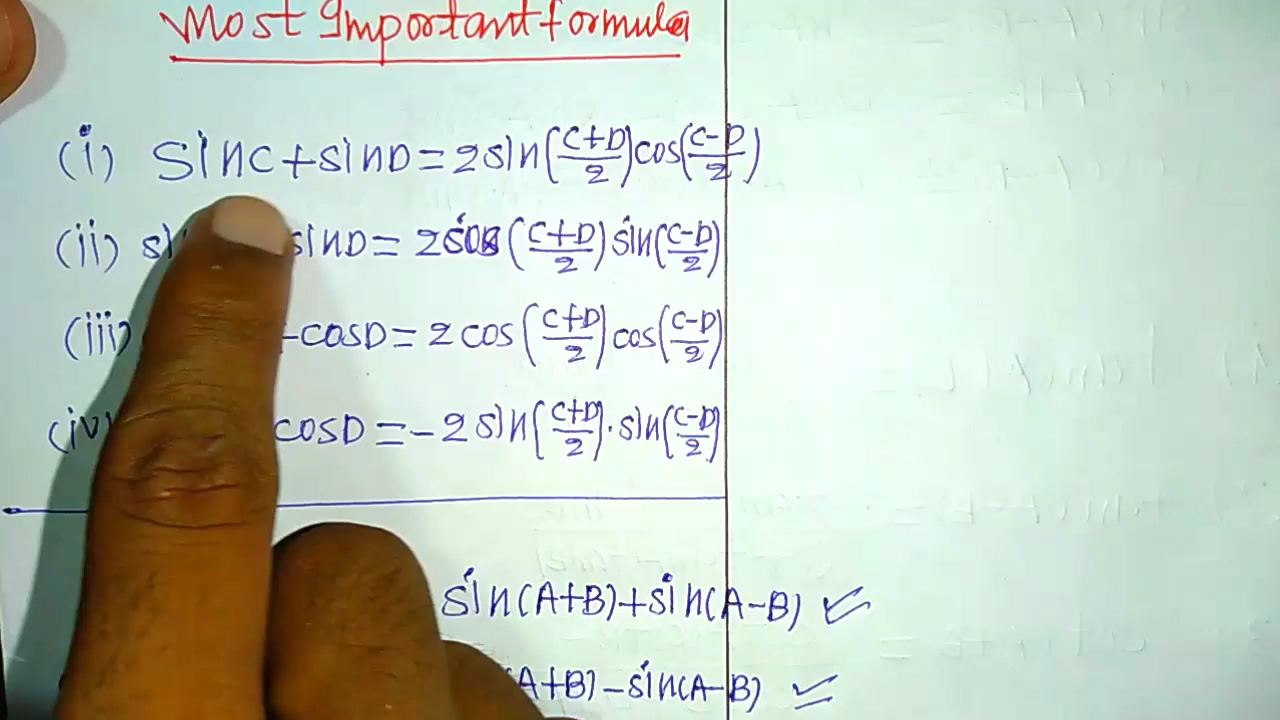 Most Important formula
(i) sinC+sinD=2sin(C+D/2)cos(C-D/2)
(ii) sinD= 2cos(C+D/2)sin(C-D/2)
(iii) cosD=2cos(C+D/2)cos(C-D/2)
(iv) cosD=-2sin(C+D/2).sin(C-D/2)
sin(A+B)+sin(A-B)
A+B)-sin(A-B)